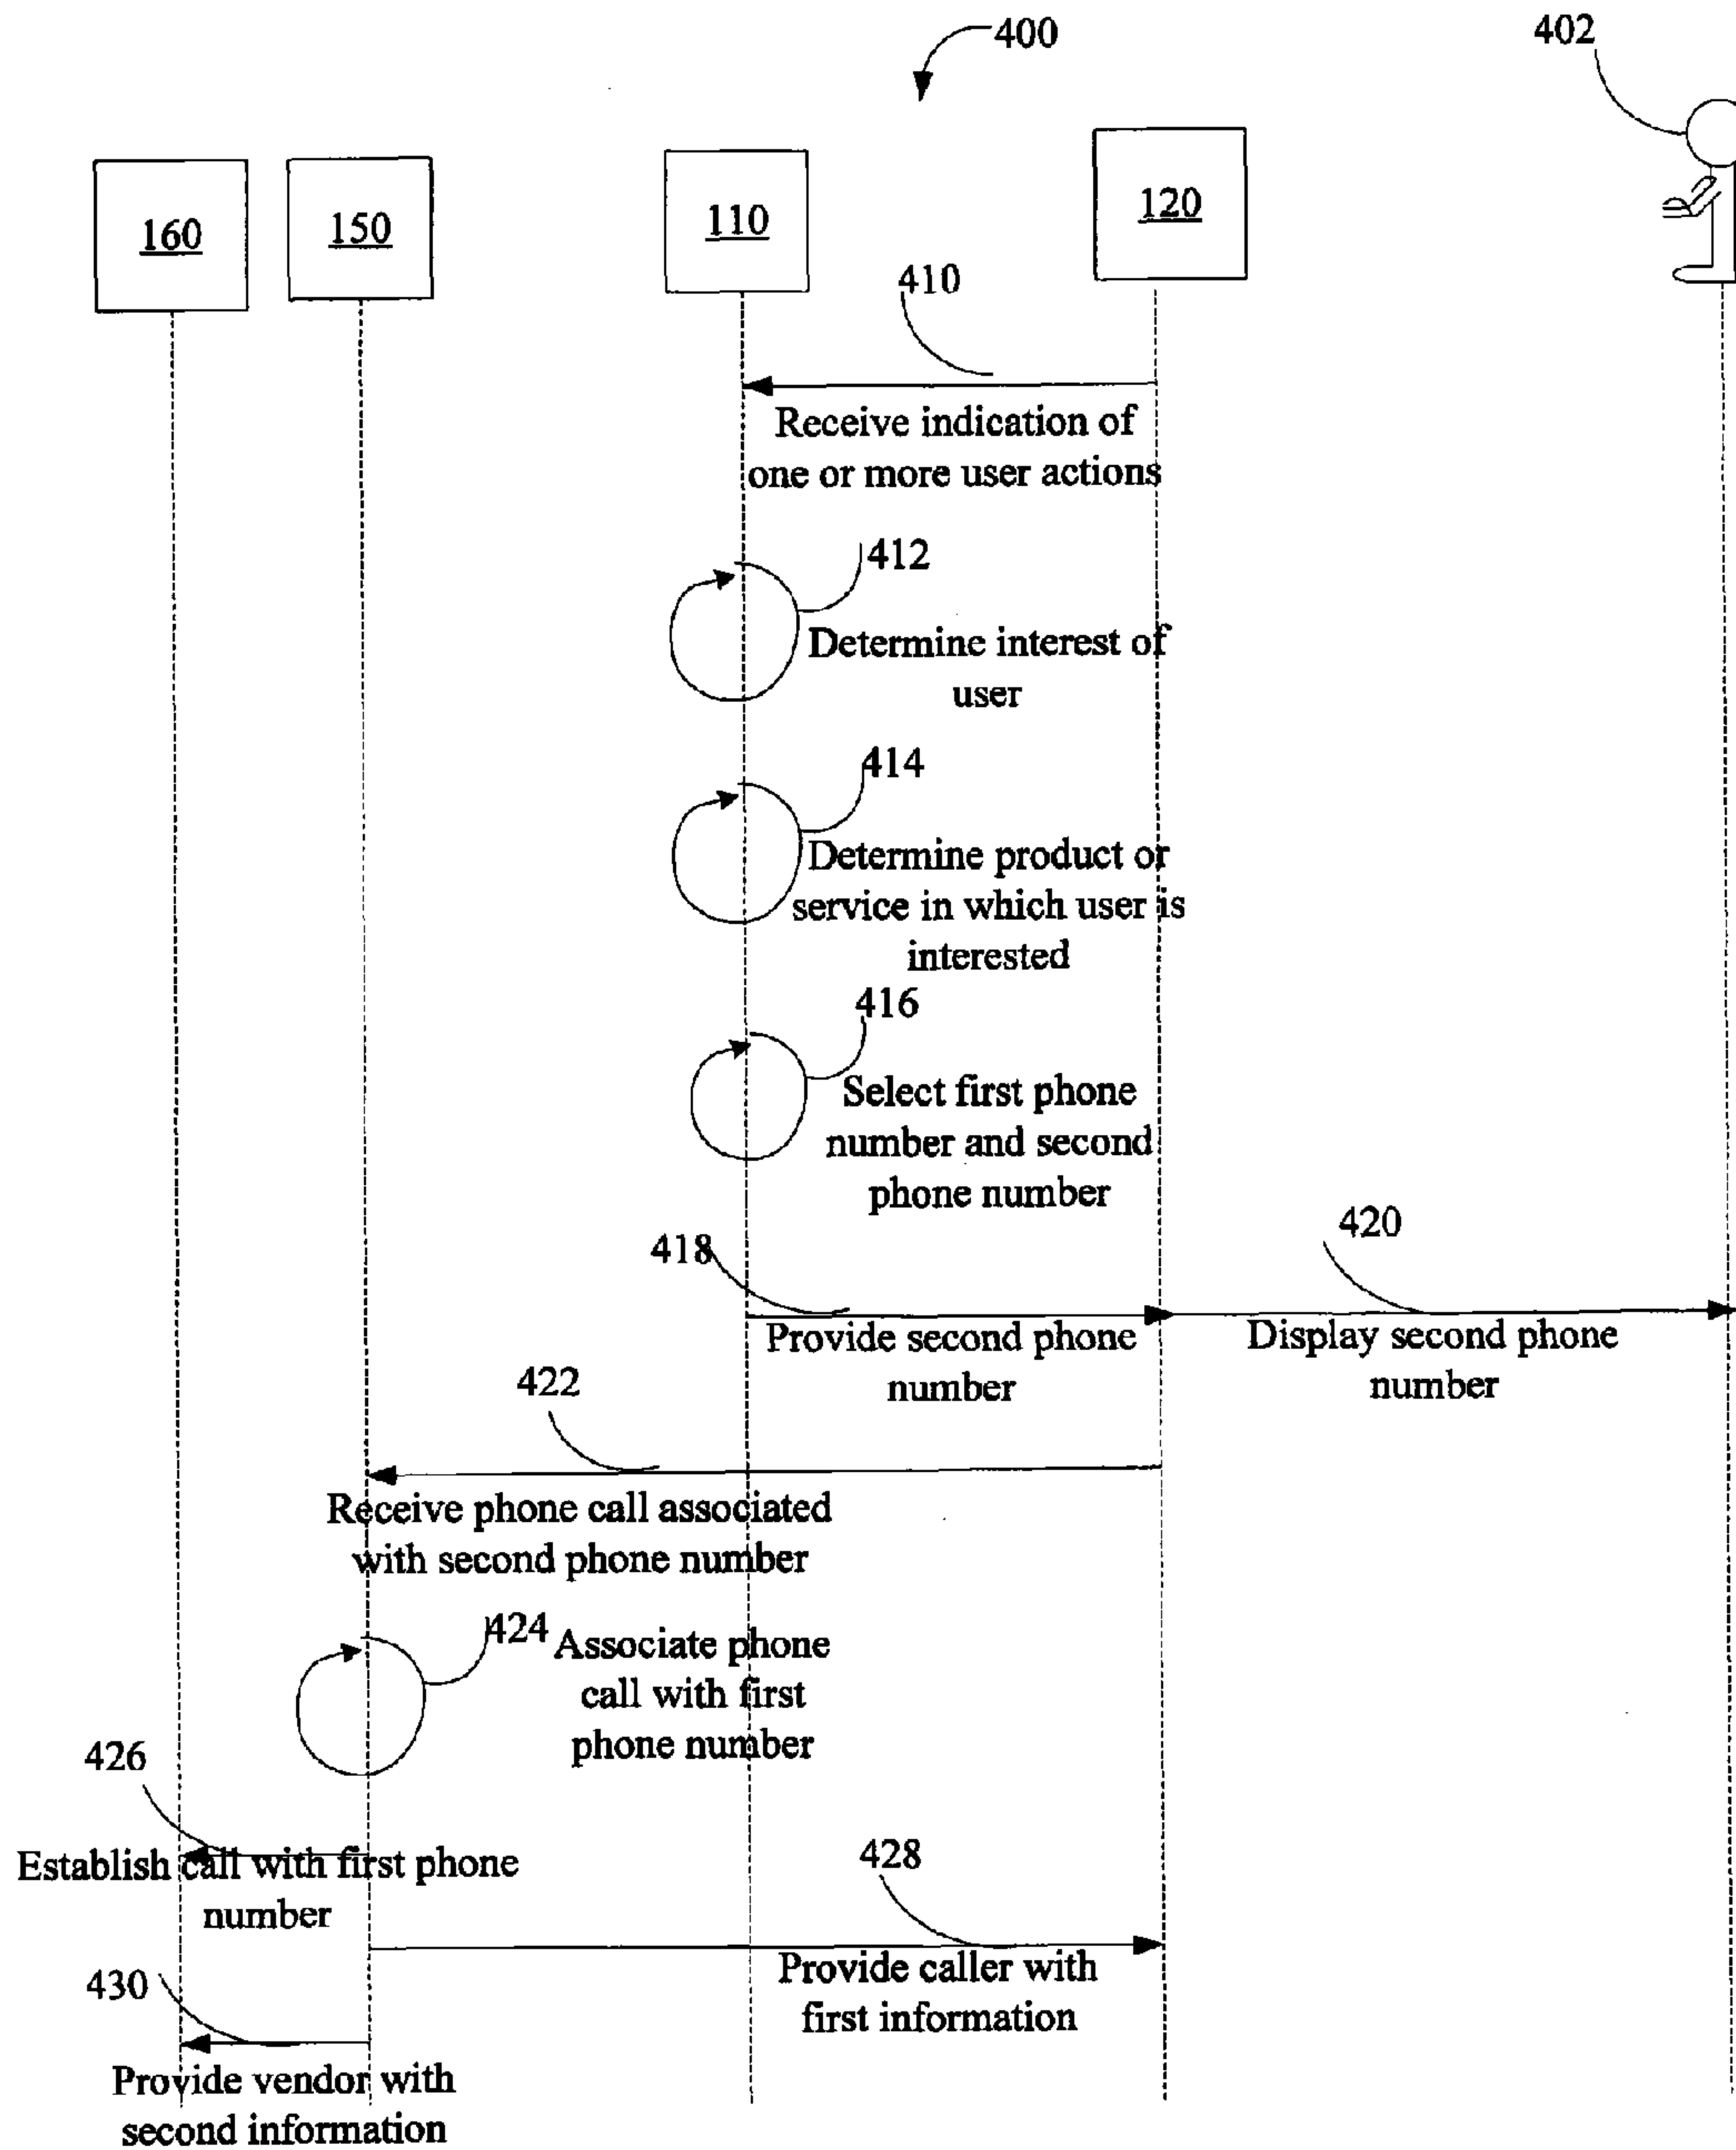 400
402
160
150
110
120
410
Receive indication of
one or more user actions
412
Determine interest of
user
414
Determine product or
service in which user is
interested
416
Select first phone
number and second
phone number
418
420
Provide second phone
number
Display second phone
number
422
Receive phone call associated
with second phone number
424
Associate phone
call with first
phone number
426
Establish call with first phone
number
428
Provide caller with
first information
430
Provide vendor with
second information